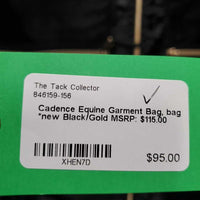 The Tack Collector
846159-156
Cadence Equine Garment Bag, bag
*new Black/Gold MSRP: $115.00
XHEN7D
$95.00